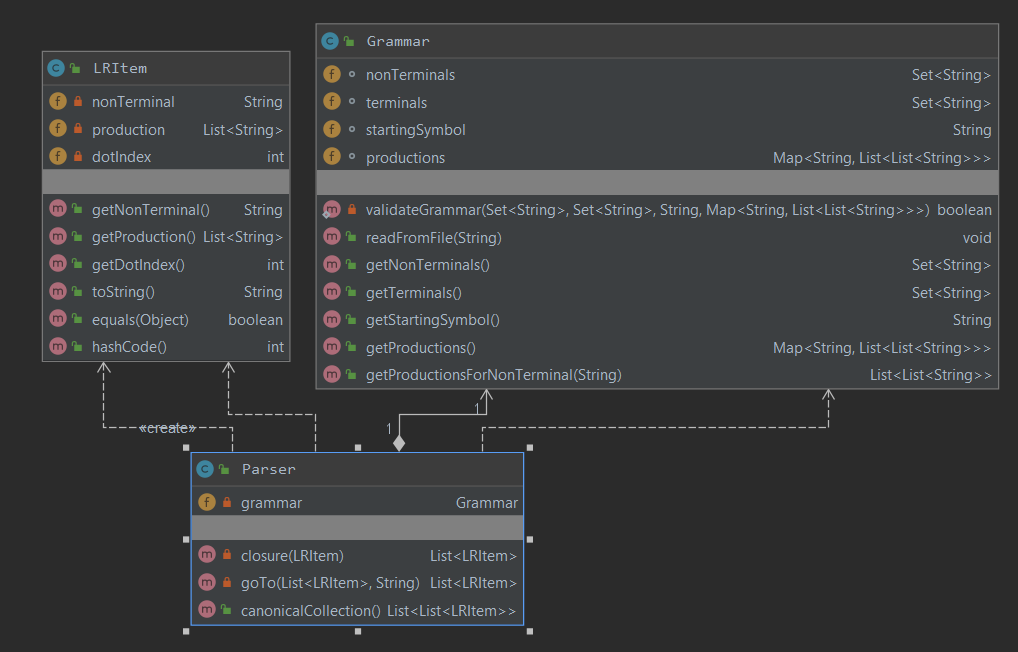 LRItem
nonTerminal String
production List<String>
dotIndex int
getNonTerminal() String
getProduction() List<String>
getDotIndex() int
toString() String
equals(Object) boolean
hashCode() int
Grammar
nonTerminals Set<String>
terminals Set<String>
startingSymbol String
productions Map<String, List<List<String>>>
validateGrammar(Set<String>, Set<String>, String, Map<String, List<List<String>>>) boolean
readFromFile(String) void
getNonTerminals() Set<String>
getTerminals() Set<String>
getStartingSymbol() String
getProductions() Map<String, List<List<String>>>
getProductionsForNonTerminal(String) List<List<String>>
1
«create»
1
Parser
grammar Grammar
closure(LRItem) List<LRItem>
goTo(List<LRItem>, String) List<LRItem>
canonicalCollection() List<List<LRItem>>